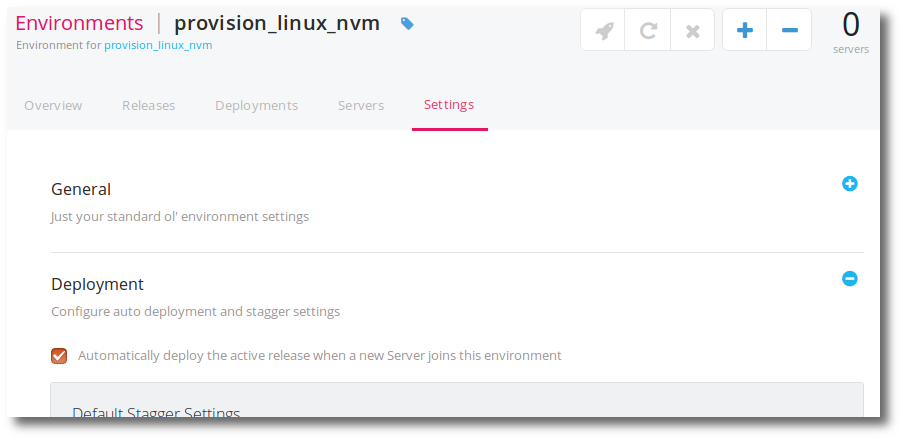 Environments | provision_linux_nvm
Environment for provision_linux_nvm
0
servers
Overview Releases Deployments Servers Settings
General
Just your standard ol' environment settings
Deployment
Configure auto deployment and stagger settings
Automatically deploy the active release when a new Server joins this environment
Default Stagger Settings